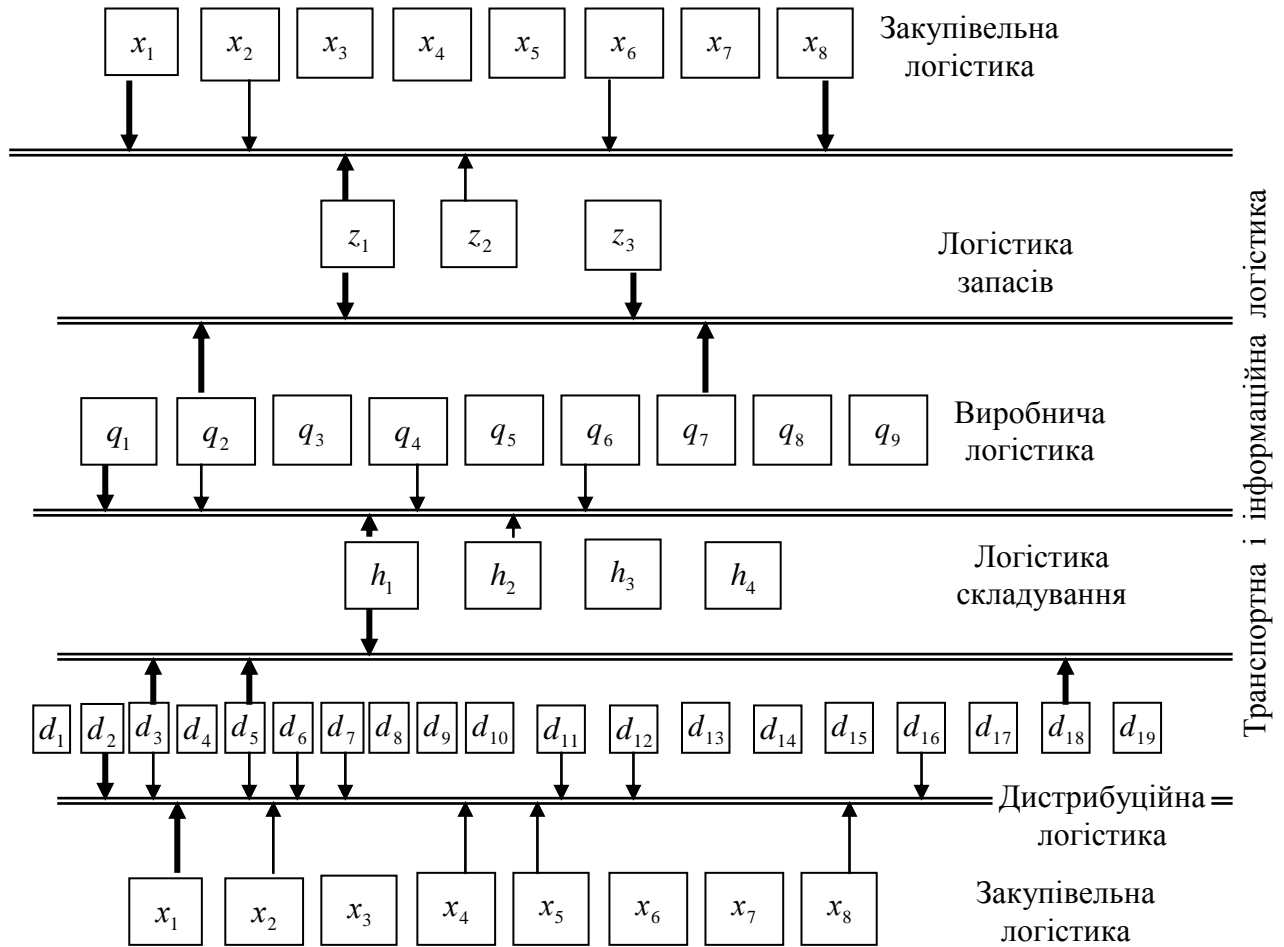 x1 x2 x3 x4 x5 x6 x7 x8
Закупівельна
логістика
z1 z2 z3
Логістика
запасів
q1 q2 q3 q4 q5 q6 q7 q8 q9
Виробнича
логістика
h1 h2 h3 h4
Логістика
складування
d1 d2 d3 d4 d5 d6 d7 d8 d9 d10 d11 d12 d13 d14 d15 d16 d17 d18 d19
Дистрибуційна
логістика
x1 x2 x3 x4 x5 x6 x7 x8
Закупівельна
логістика
Транспортна і інформаційна логістика